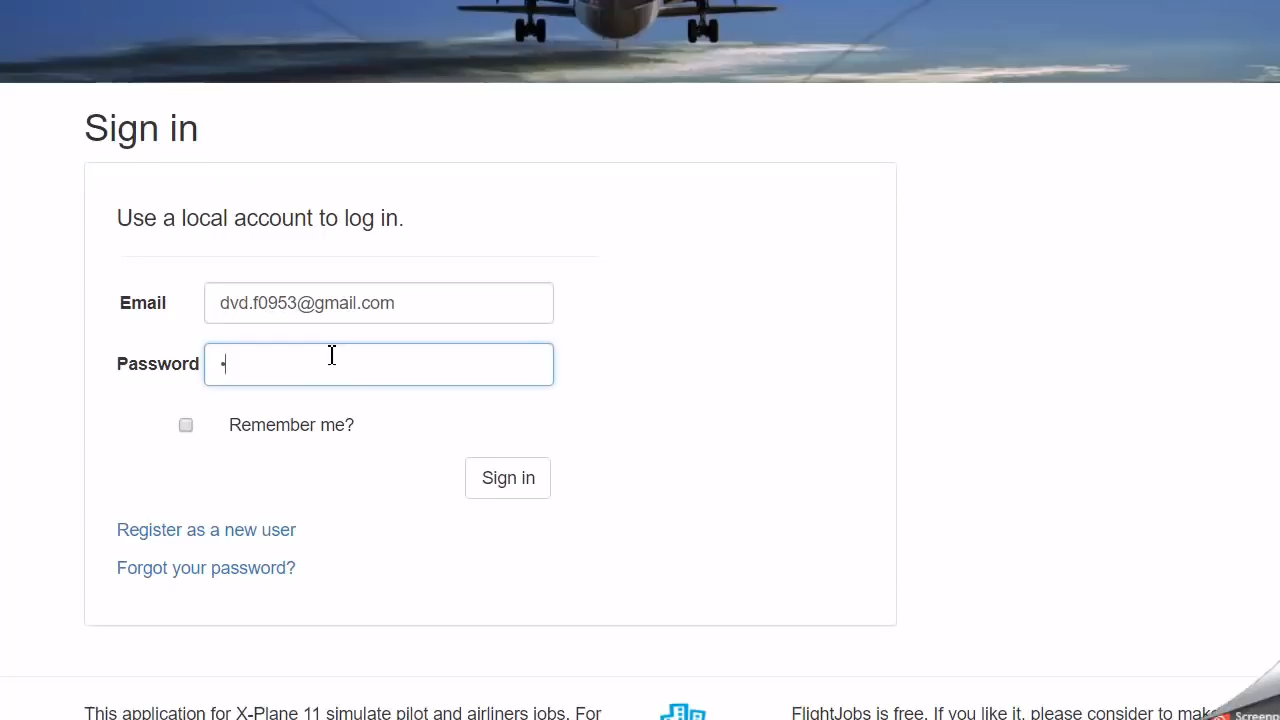 Sign in
Use a local account to log in.
Email dvd.f0953@gmail.com
Password •
Remember me?
Sign in
Register as a new user
Forgot your password?
This application for X-Plane 11 simulate pilot and airliners jobs. For
FlightJobs is free. If you like it, please consider to make